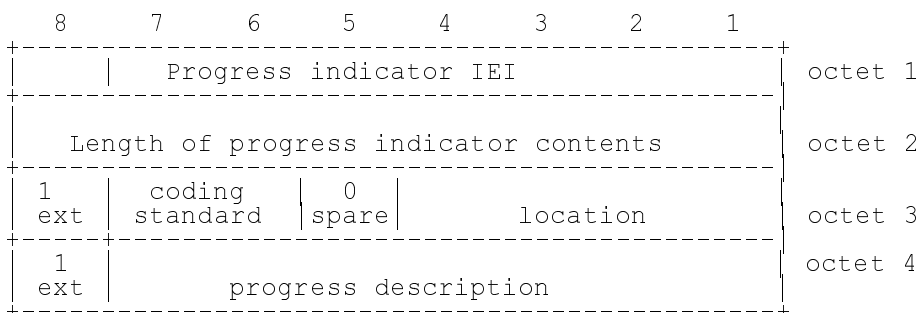 8 7 6 5 4 3 2 1
Progress indicator IEI octet 1
Length of progress indicator contents octet 2
1 coding 0
ext standard spare location octet 3
1 octet 4
ext progress description